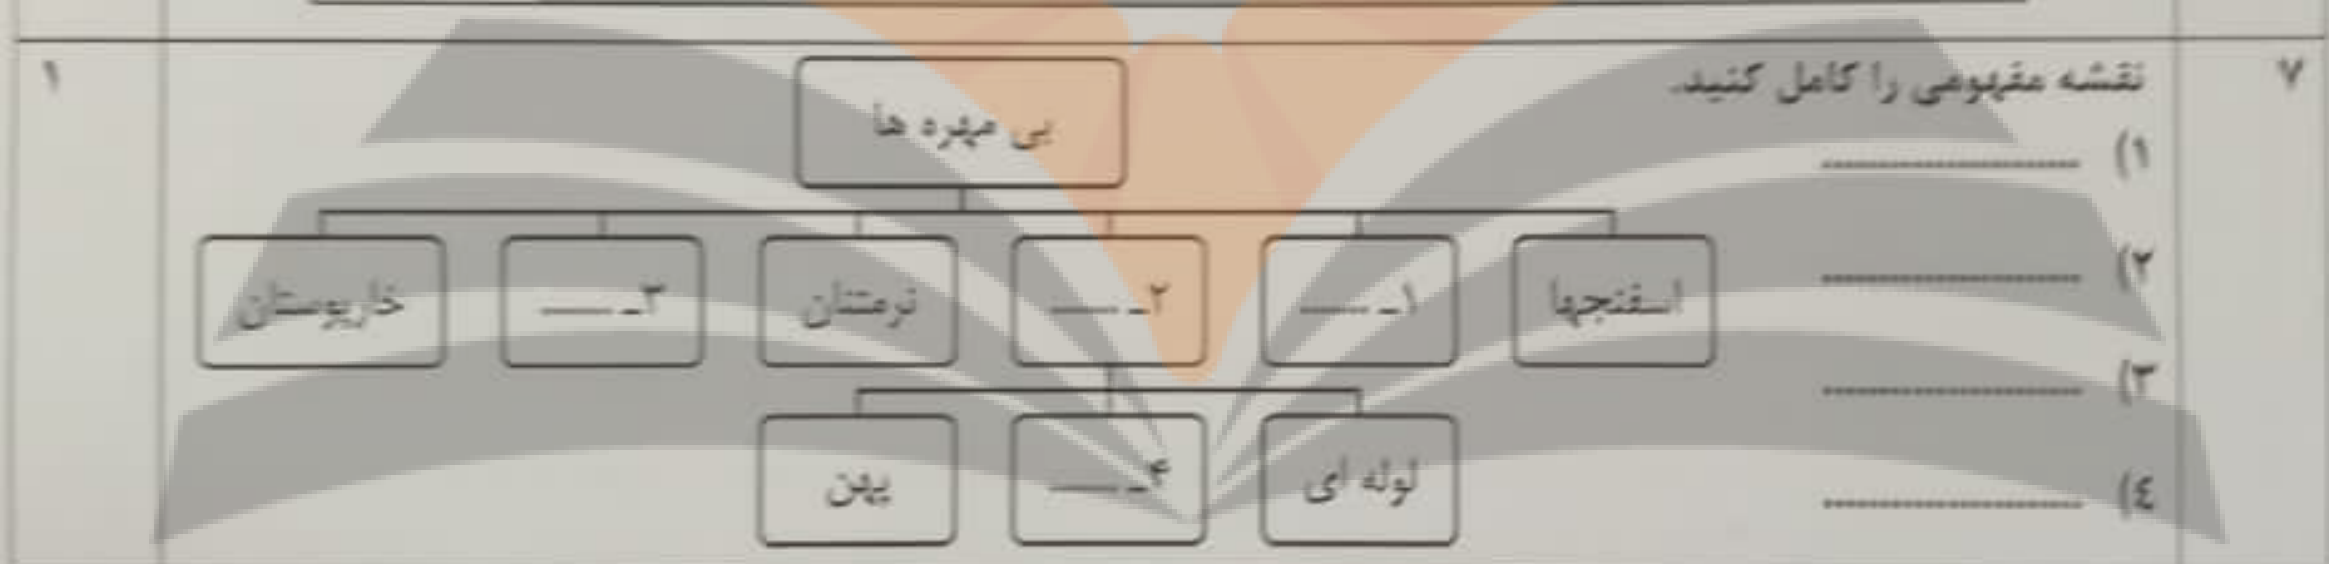 ۷
نقشه مفهومی را کامل کنید.
۱
بی مهره ها
۱) ....................
۲) ....................
۳) ....................
٤) ....................
اسفنجها
۱ـ ......
۲ـ ......
نرمتنان
۳ـ ......
خارپوستان
لوله ای
۴ـ ......
پهن